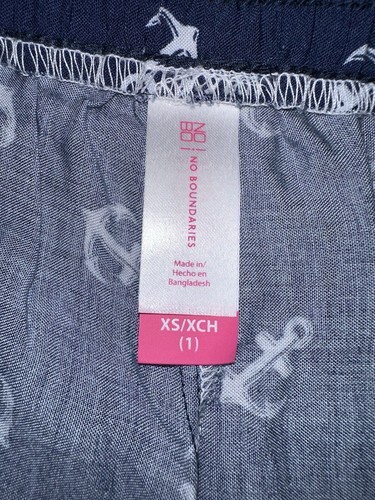 NO
BO
NO BOUNDARIES
Made in/
Hecho en
Bangladesh
XS/XCH
(1)